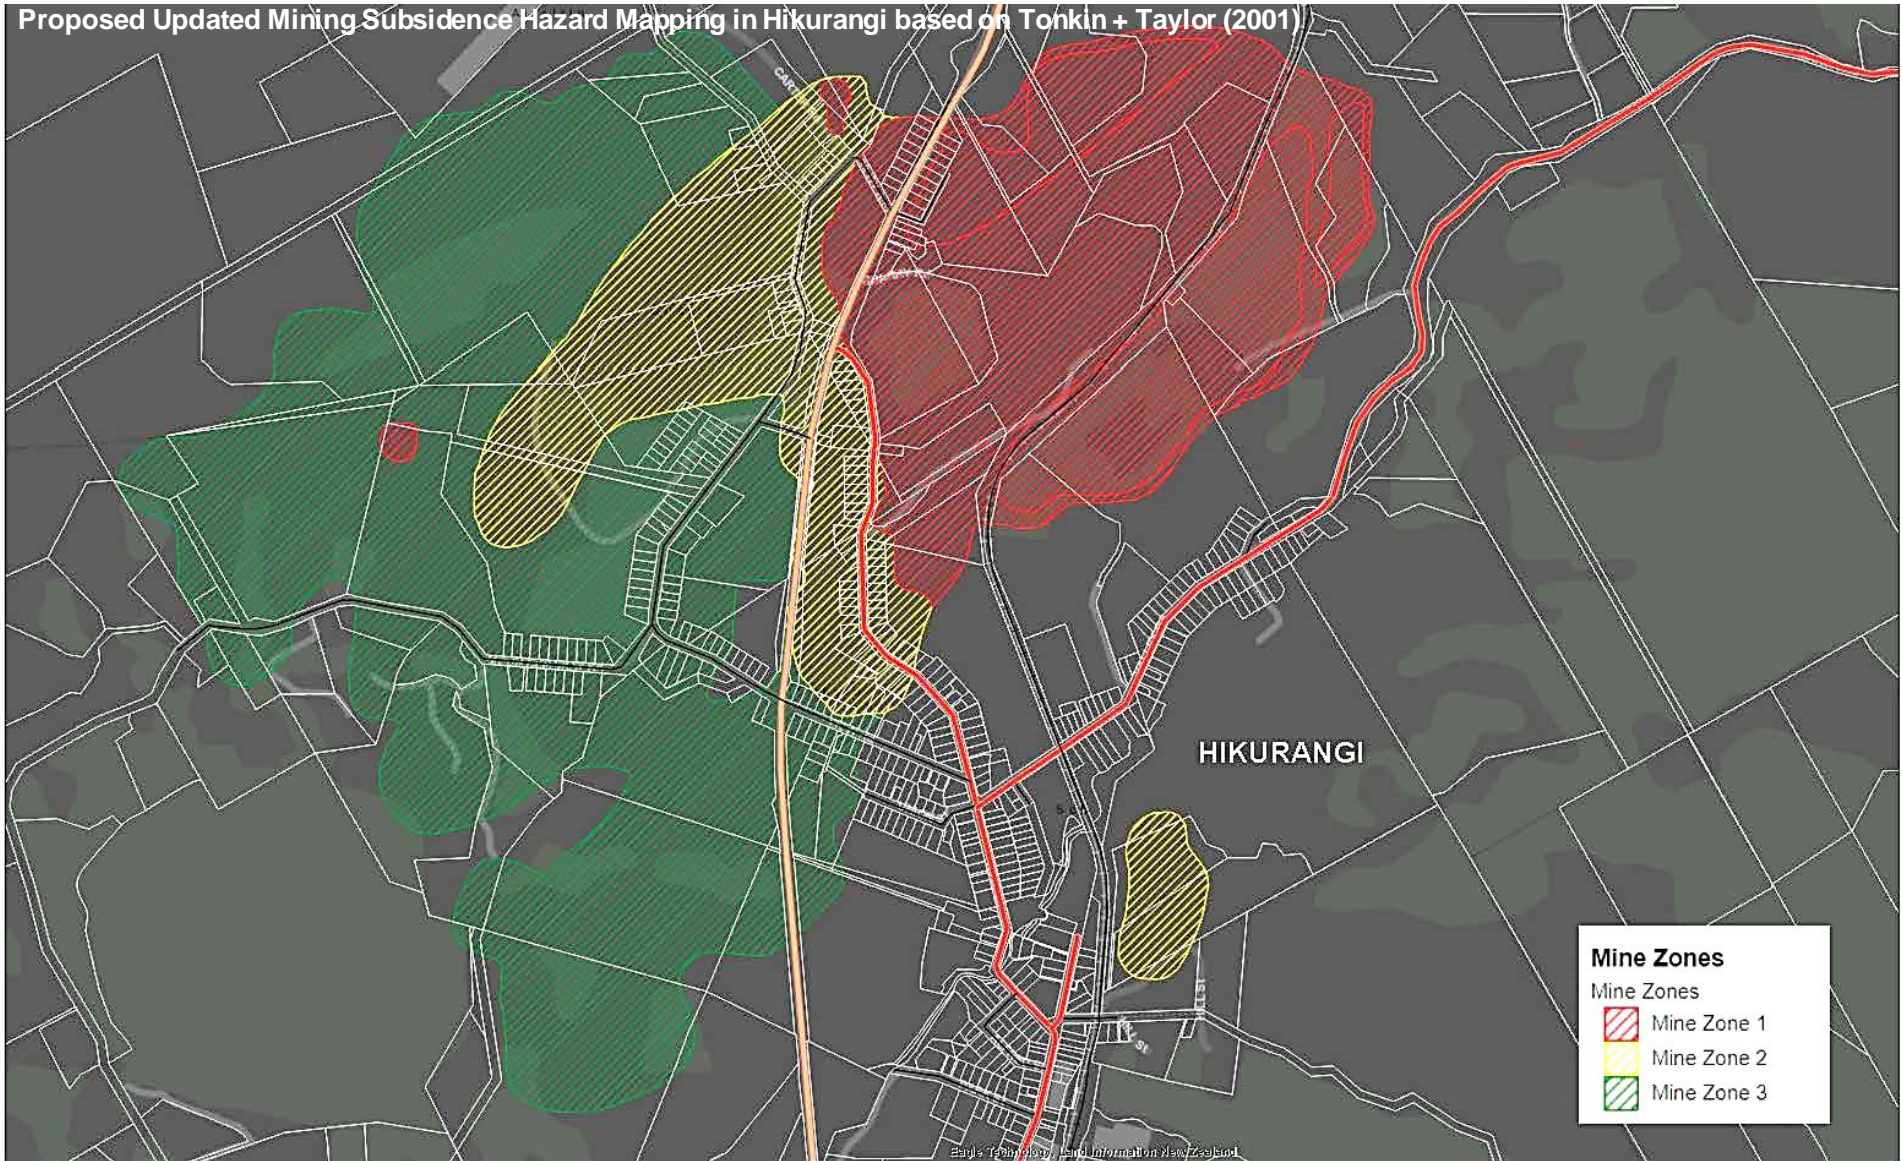 Proposed Updated Mining Subsidence Hazard Mapping in Hikurangi based on Tonkin + Taylor (2001)
HIKURANGI
Mine Zones
Mine Zones
Mine Zone 1
Mine Zone 2
Mine Zone 3
Eagle Technology, Land Information New Zealand